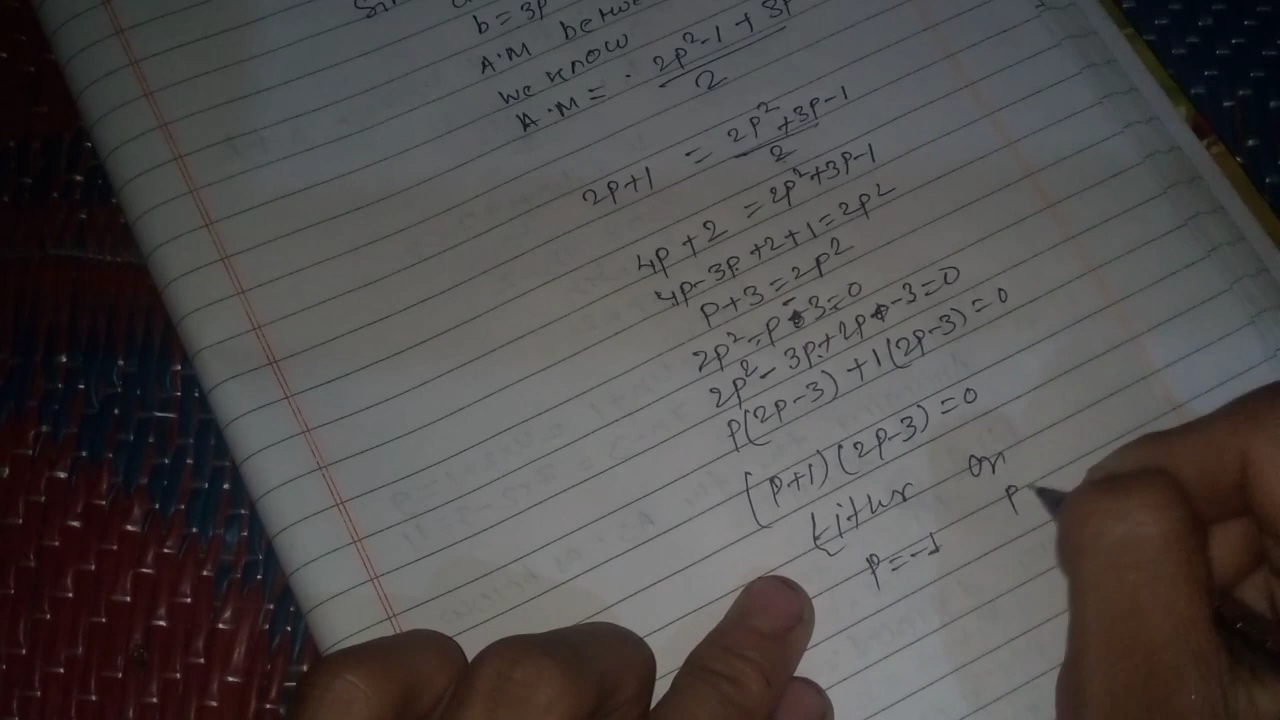 b = 3p
A.M betwe
we know
A.M = 2p²-1+3p / 2
2p+1 = 2p²+3p-1 / 2
4p+2 = 2p²+3p-1
4p-3p+2+1=2p²
p+3=2p²
2p²-p-3=0
2p²-3p+2p-3=0
p(2p-3)+1(2p-3)=0
(p+1)(2p-3)=0
Either or
p=-1 p